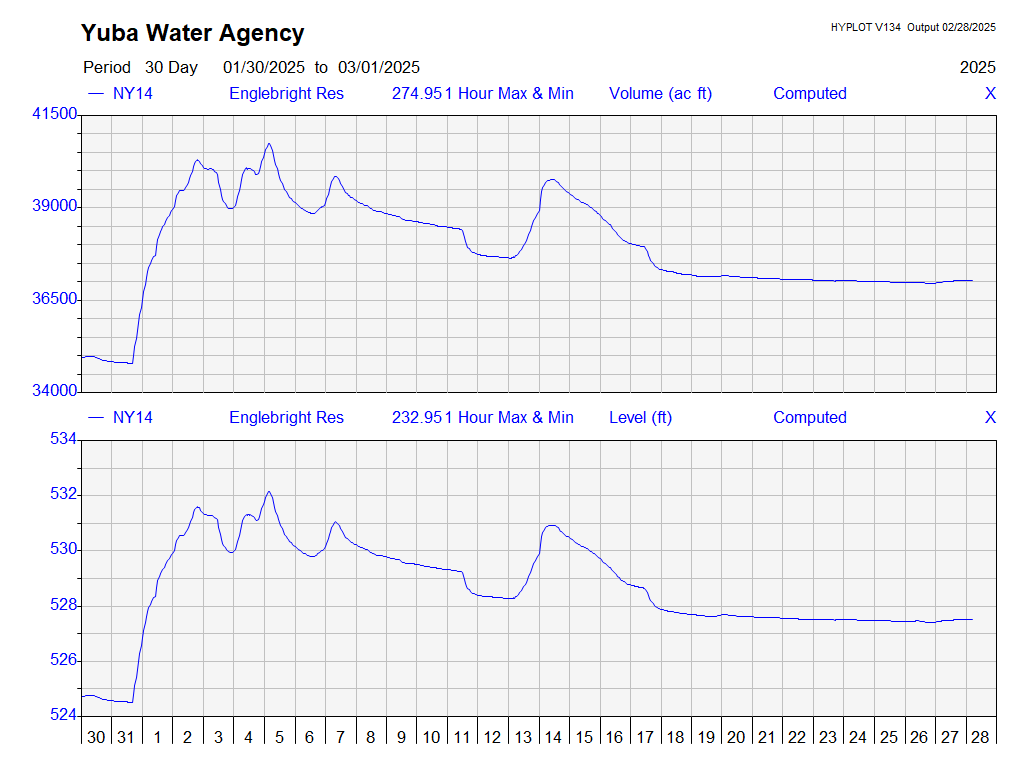 Yuba Water Agency
HYPLOT V134 Output 02/28/2025
Period 30 Day 01/30/2025 to 03/01/2025 2025
NY14 Englebright Res 274.951 Hour Max & Min Volume (ac ft) Computed X
41500
39000
36500
34000
NY14 Englebright Res 232.951 Hour Max & Min Level (ft) Computed X
534
532
530
528
526
524
30 31 1 2 3 4 5 6 7 8 9 10 11 12 13 14 15 16 17 18 19 20 21 22 23 24 25 26 27 28